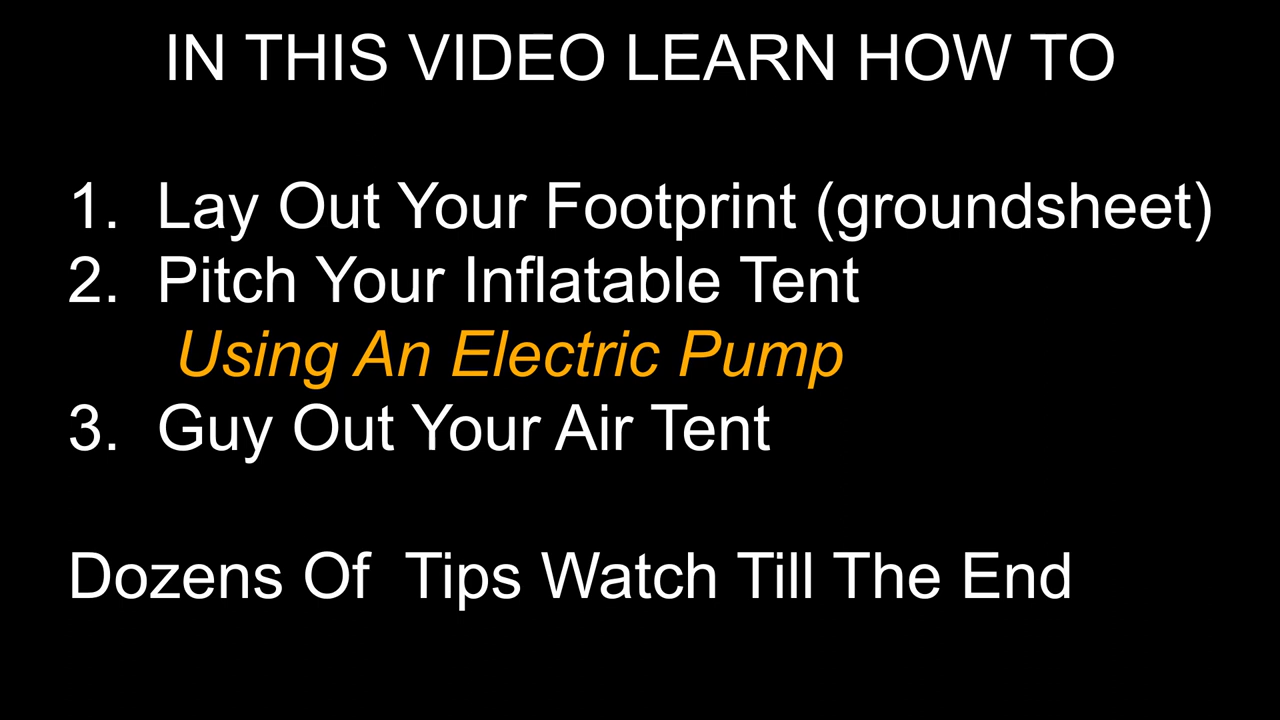 IN THIS VIDEO LEARN HOW TO
1. Lay Out Your Footprint (groundsheet)
2. Pitch Your Inflatable Tent
Using An Electric Pump
3. Guy Out Your Air Tent
Dozens Of  Tips Watch Till The End